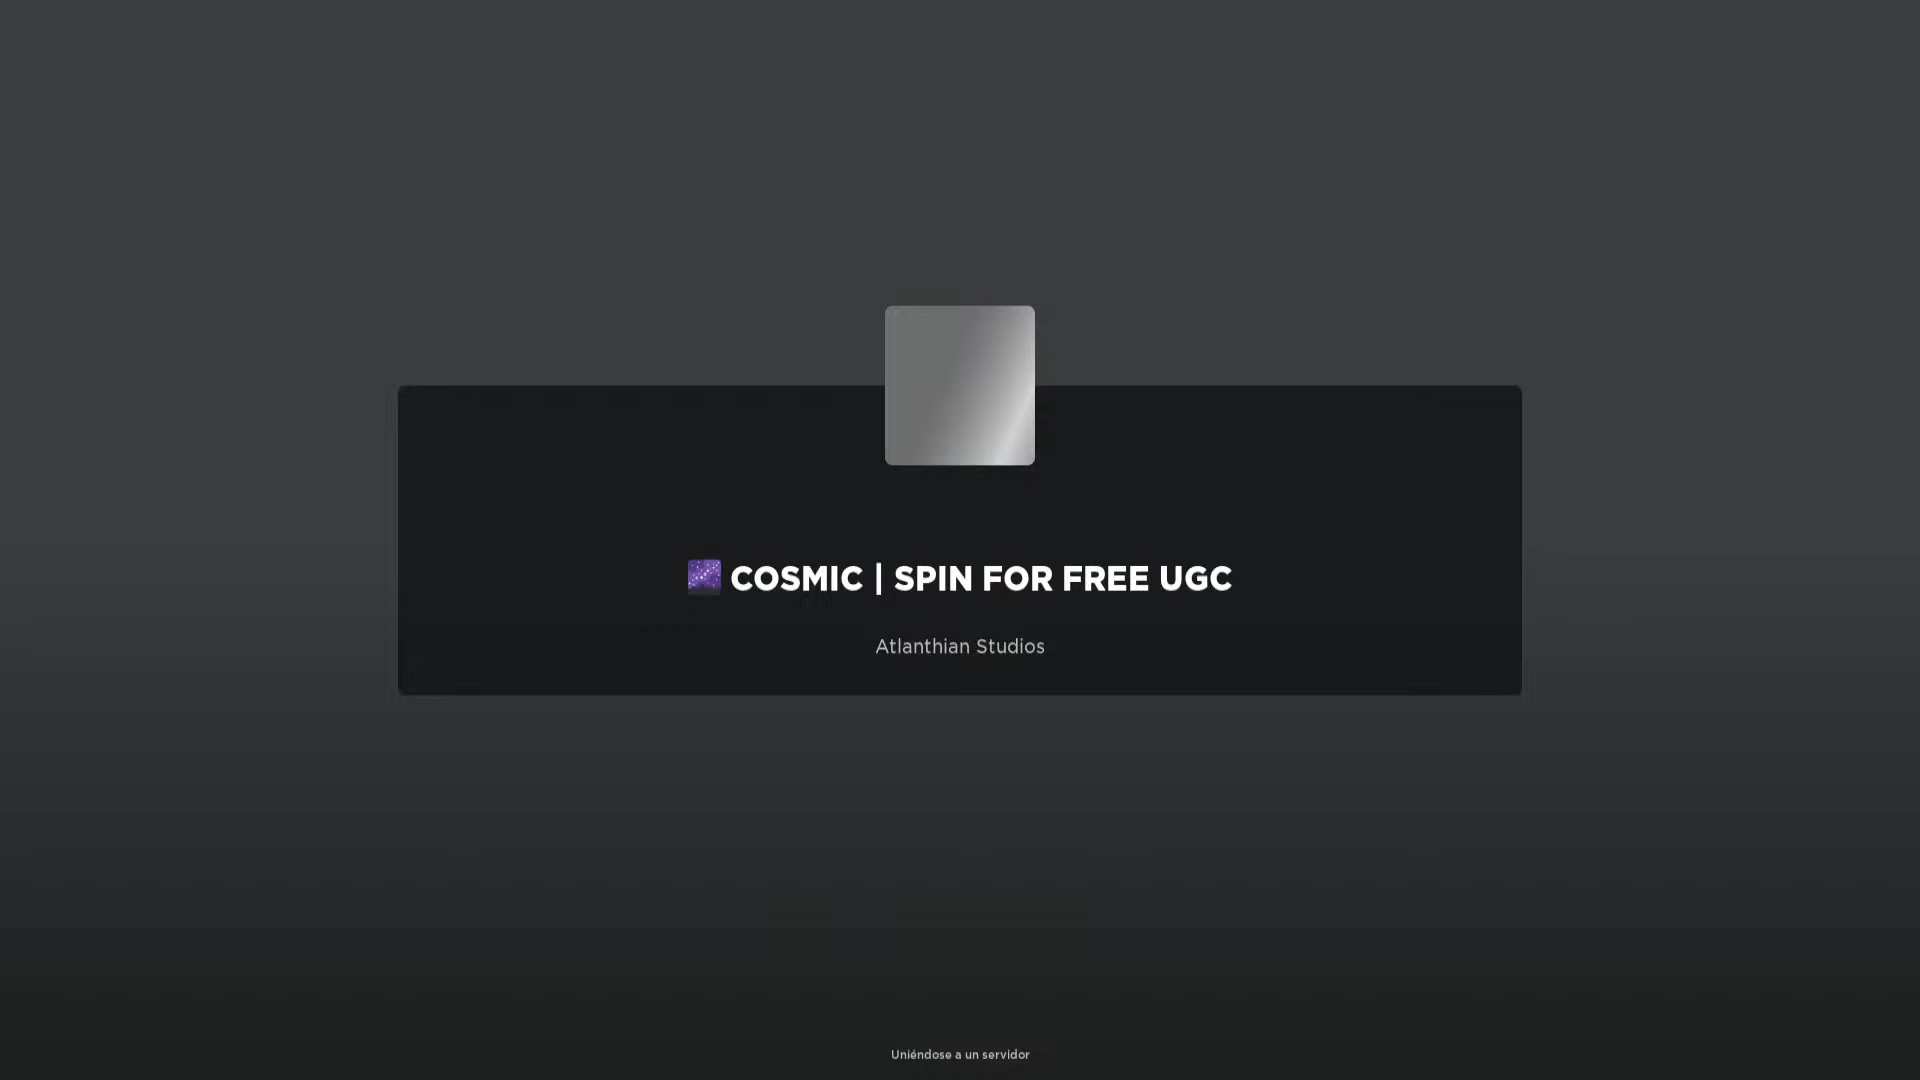 🌌 COSMIC | SPIN FOR FREE UGC
Atlanthian Studios
Uniéndose a un servidor